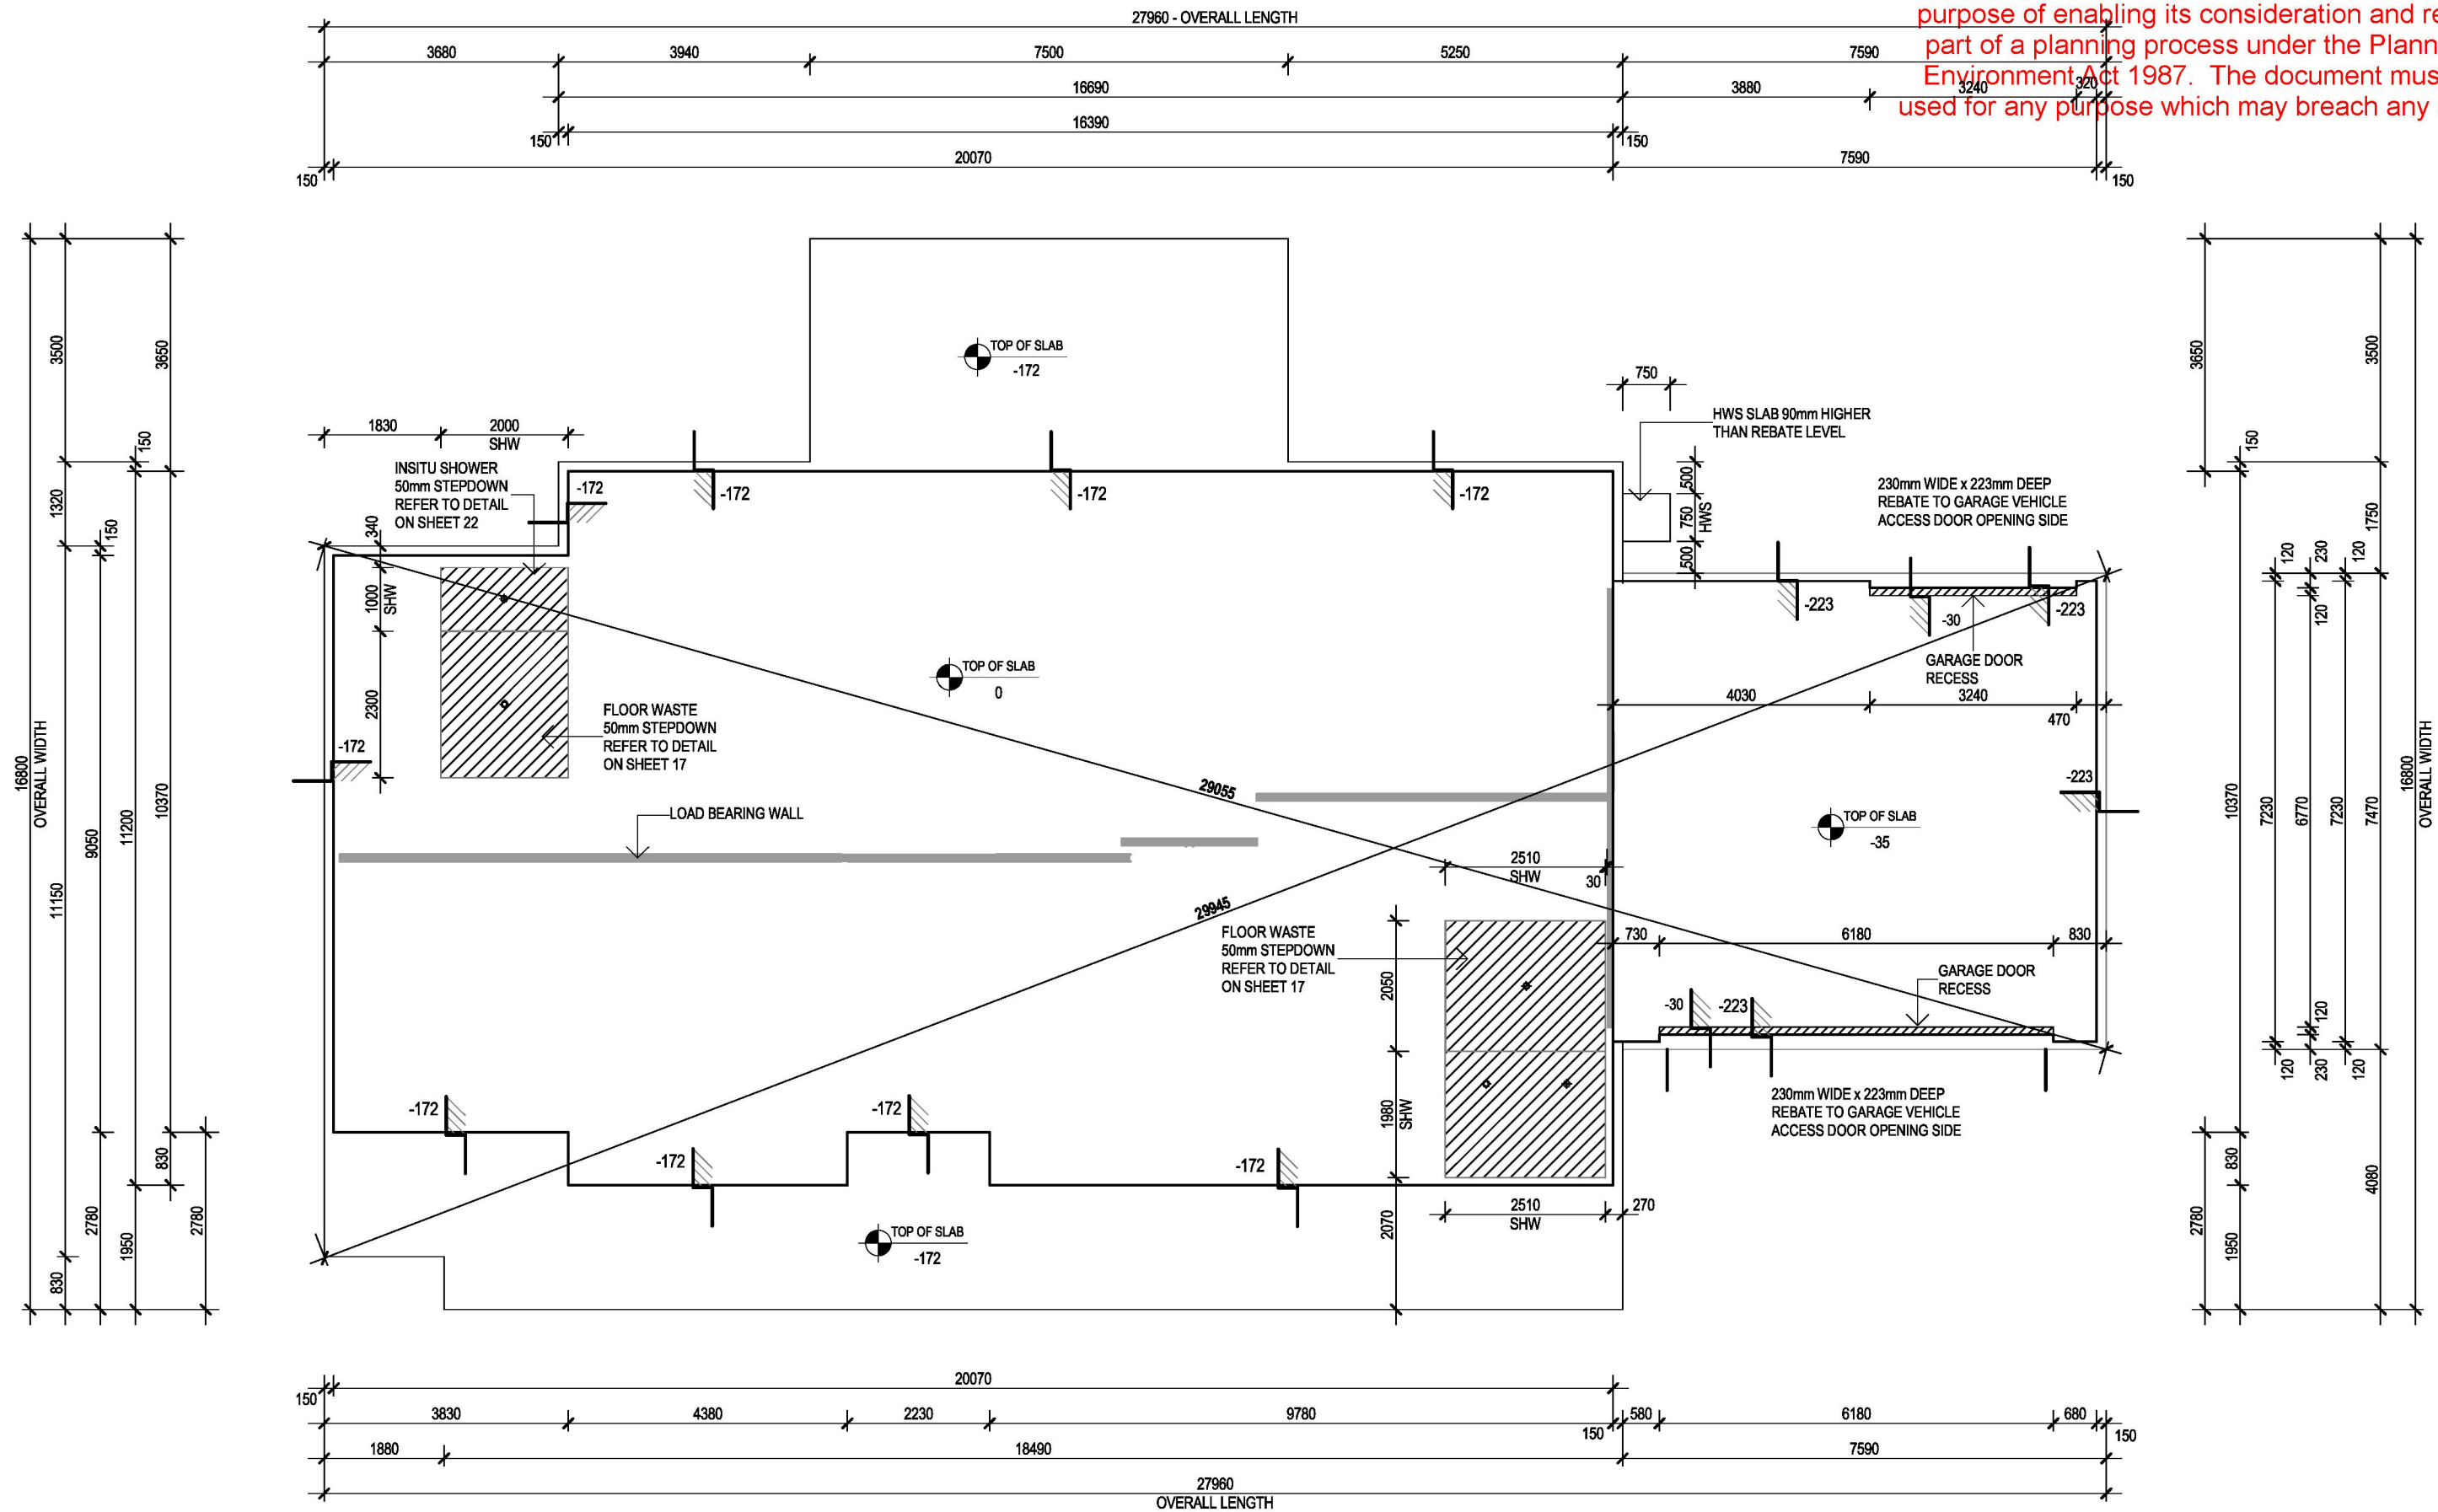 purpose of enabling its consideration and re
part of a planning process under the Plann
Environment Act 1987. The document mus
used for any purpose which may breach any
27960 - OVERALL LENGTH
3680
3940
7500
5250
7590
16690
3880
3240
320
150
16390
150
150
20070
7590
150
16800
OVERALL WIDTH
3500
1320
11150
830
9050
150
2780
150
11200
1950
3650
10370
830
2780
TOP OF SLAB
-172
750
HWS SLAB 90mm HIGHER
THAN REBATE LEVEL
1830
2000
SHW
INSITU SHOWER
50mm STEPDOWN
REFER TO DETAIL
ON SHEET 22
-172
-172
-172
-172
500
750
HWS
500
230mm WIDE x 223mm DEEP
REBATE TO GARAGE VEHICLE
ACCESS DOOR OPENING SIDE
340
1000
SHW
2300
-223
-30
-223
GARAGE DOOR
RECESS
TOP OF SLAB
0
4030
3240
470
FLOOR WASTE
50mm STEPDOWN
REFER TO DETAIL
ON SHEET 17
-172
-223
29055
LOAD BEARING WALL
TOP OF SLAB
-35
2510
SHW
30
29945
FLOOR WASTE
50mm STEPDOWN
REFER TO DETAIL
ON SHEET 17
730
6180
830
2050
GARAGE DOOR
RECESS
-30
-223
1980
SHW
230mm WIDE x 223mm DEEP
REBATE TO GARAGE VEHICLE
ACCESS DOOR OPENING SIDE
-172
-172
-172
-172
2510
SHW
270
2070
TOP OF SLAB
-172
3650
2780
150
10370
830
1950
120
7230
120
230
120
6770
120
230
120
7230
120
3500
1750
7470
4080
16800
OVERALL WIDTH
150
20070
3830
4380
2230
9780
150
580
6180
680
150
1880
18490
7590
27960
OVERALL LENGTH